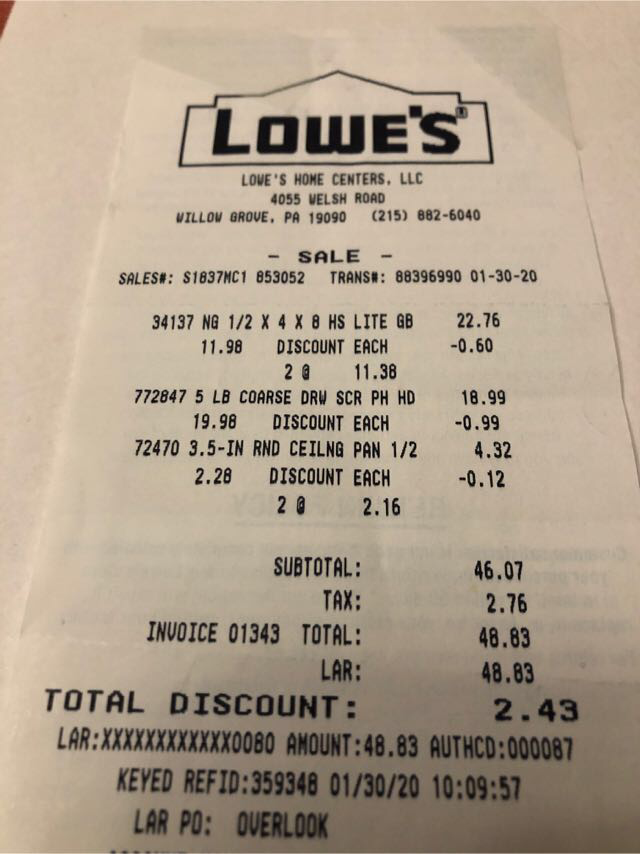 LOWE'S
LOWE'S HOME CENTERS, LLC
4055 WELSH ROAD
WILLOW GROVE, PA 19090 (215) 882-6040
- SALE -
SALES#: S1837MC1 853052 TRANS#: 88396990 01-30-20
34137 NG 1/2 X 4 X 8 HS LITE GB 22.76
11.98 DISCOUNT EACH -0.60
2 @ 11.38
772847 5 LB COARSE DRW SCR PH HD 18.99
19.98 DISCOUNT EACH -0.99
72470 3.5-IN RND CEILNG PAN 1/2 4.32
2.28 DISCOUNT EACH -0.12
2 @ 2.16
SUBTOTAL: 46.07
TAX: 2.76
INVOICE 01343 TOTAL: 48.83
LAR: 48.83
TOTAL DISCOUNT: 2.43
LAR:XXXXXXXXXXXX0080 AMOUNT:48.83 AUTHCD:000087
KEYED REFID:359348 01/30/20 10:09:57
LAR PO: OVERLOOK